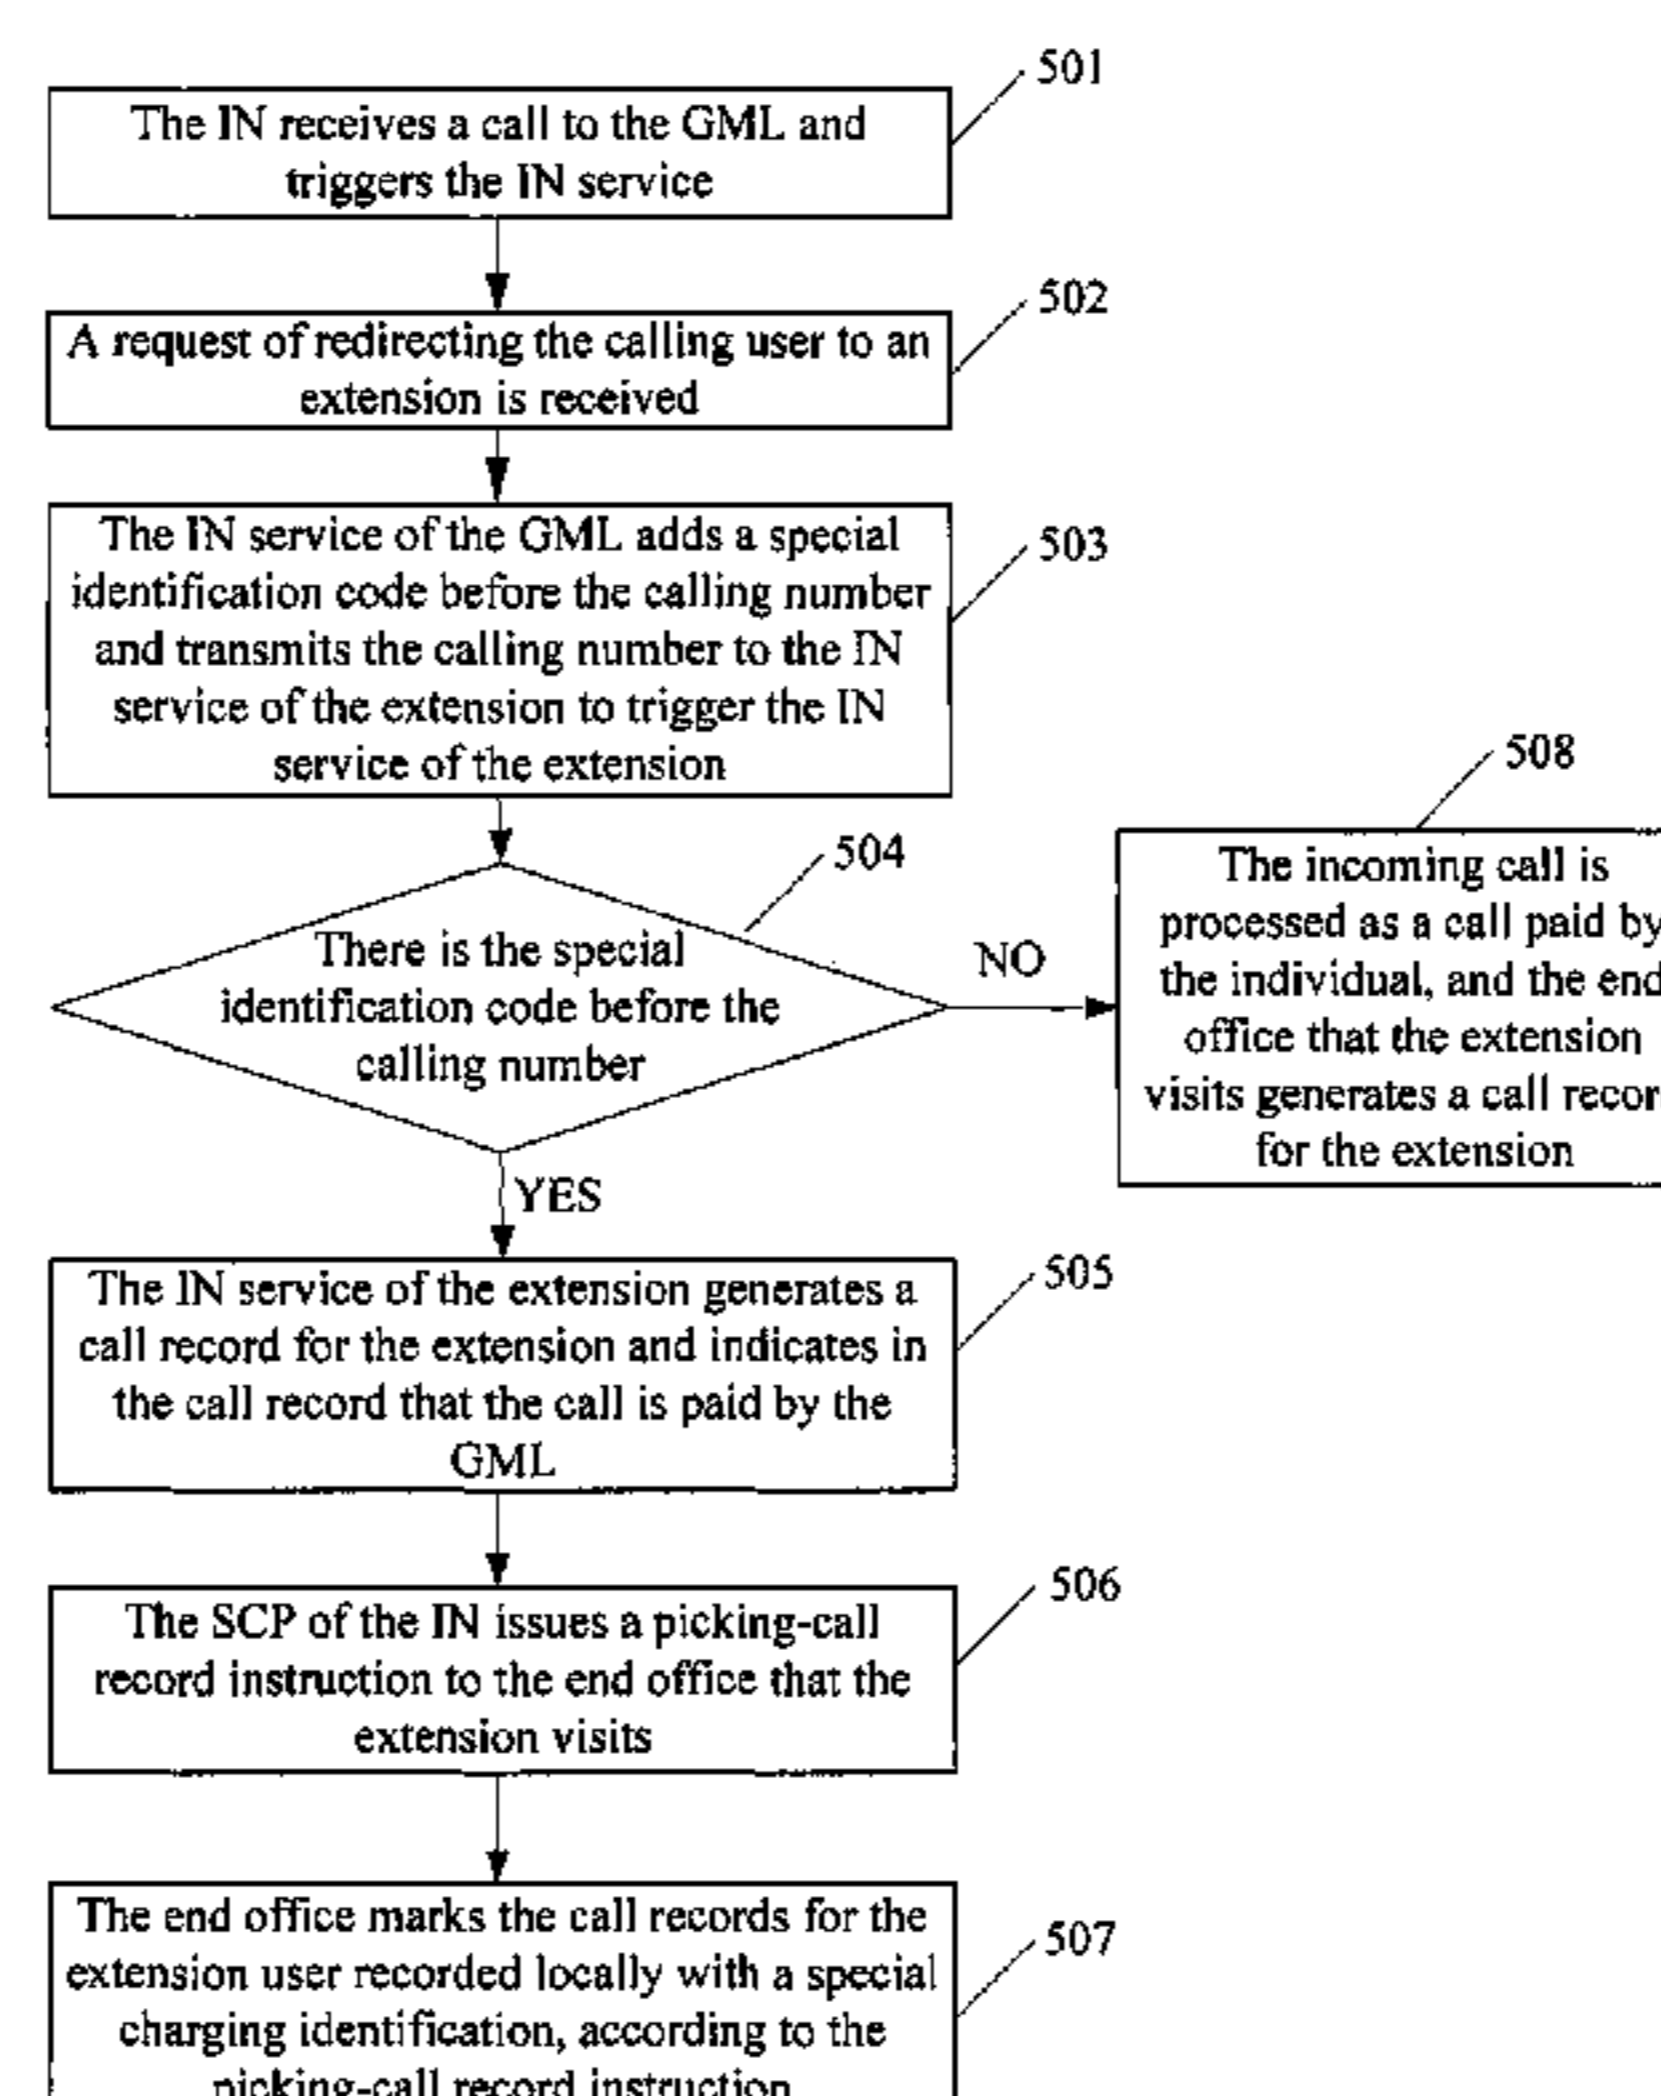 501
The IN receives a call to the GML and
triggers the IN service
502
A request of redirecting the calling user to an
extension is received
503
The IN service of the GML adds a special
identification code before the calling number
and transmits the calling number to the IN
service of the extension to trigger the IN
service of the extension
504
There is the special
identification code before the
calling number
NO
508
The incoming call is
processed as a call paid by
the individual, and the end
office that the extension
visits generates a call recor
for the extension
YES
505
The IN service of the extension generates a
call record for the extension and indicates in
the call record that the call is paid by the
GML
506
The SCP of the IN issues a picking-call
record instruction to the end office that the
extension visits
507
The end office marks the call records for the
extension user recorded locally with a special
charging identification, according to the
picking-call record instruction